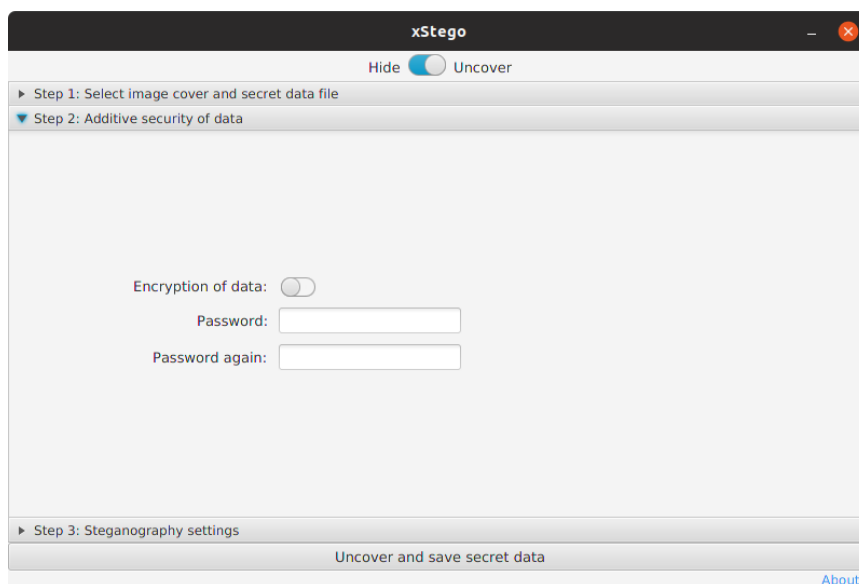 xStego
Hide Uncover
Step 1: Select image cover and secret data file
Step 2: Additive security of data
Encryption of data:
Password:
Password again:
Step 3: Steganography settings
Uncover and save secret data
About